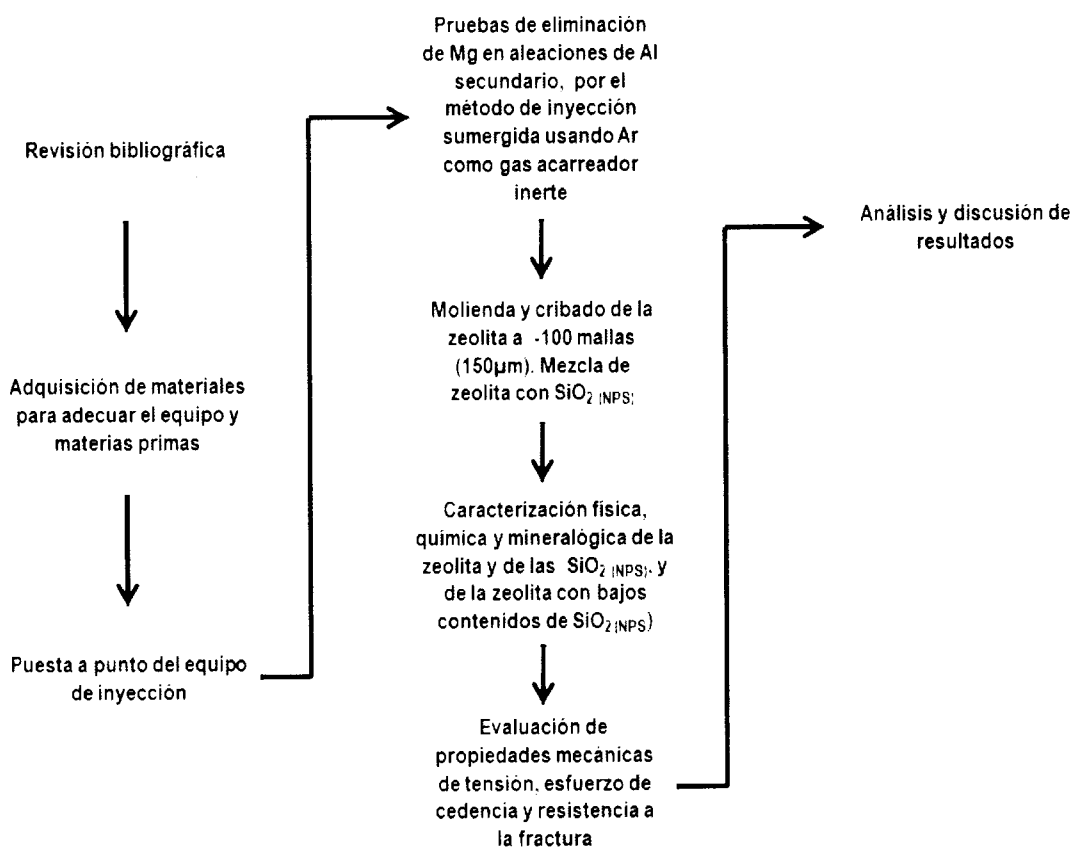 Revisión bibliográfica
Adquisición de materiales
para adecuar el equipo y
materias primas
Puesta a punto del equipo
de inyección
Pruebas de eliminación
de Mg en aleaciones de Al
secundario, por el
método de inyección
sumergida usando Ar
como gas acarreador
inerte
Molienda y cribado de la
zeolita a -100 mallas
(150µm). Mezcla de
zeolita con SiO₂ (NPS)
Caracterización física,
química y mineralógica de la
zeolita y de las SiO₂ (NPS). y
de la zeolita con bajos
contenidos de SiO₂ (NPS))
Evaluación de
propiedades mecánicas
de tensión, esfuerzo de
cedencia y resistencia a
la fractura
Análisis y discusión de
resultados